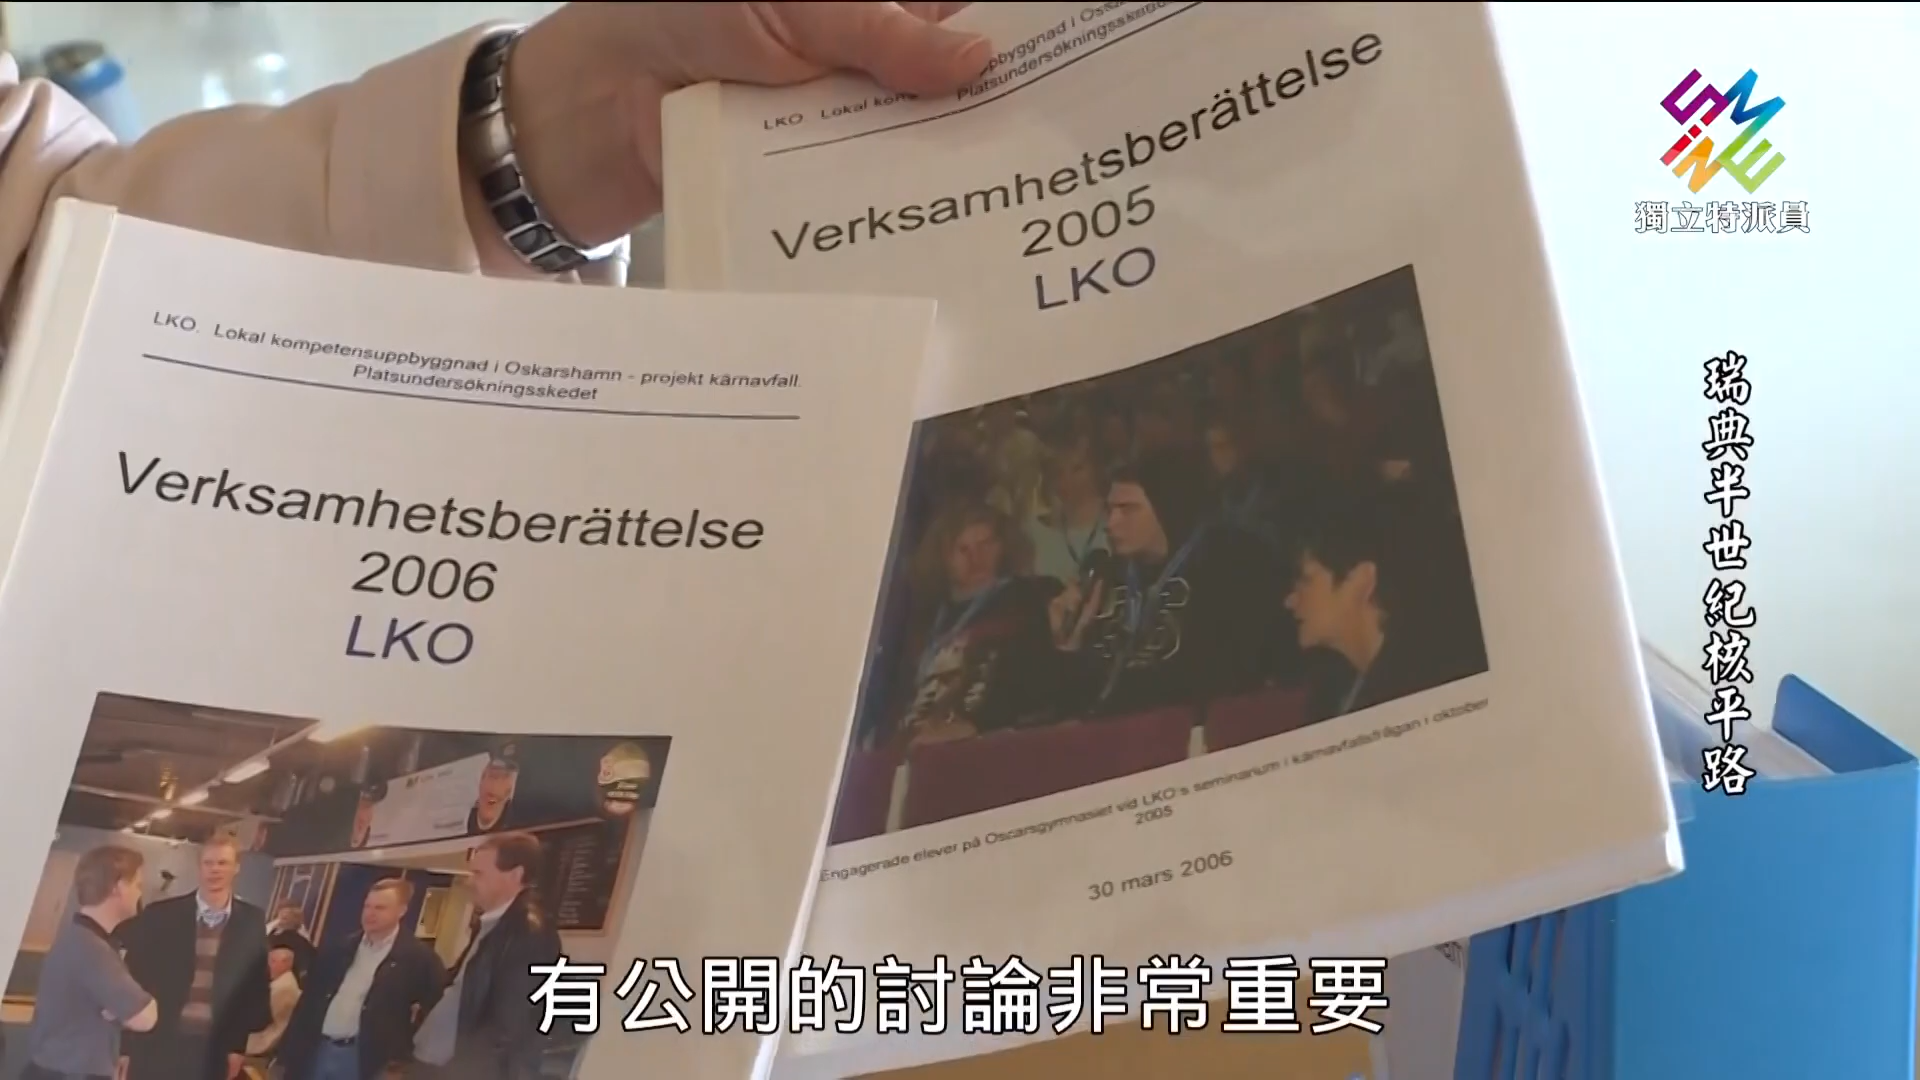 LKO. Lokal kompetensuppbyggnad i Oskarshamn - projekt kärnavfall.
Platsundersökningsskedet
Verksamhetsberättelse
2006
LKO
LKO Lokal
Platsundersökningsskedet
Verksamhetsberättelse
2005
LKO
Engagerade elever på Oscarsgymnasiet vid LKO:s seminarium i kärnavfallsfrågan i oktober
2005
30 mars 2006
INNEWS
獨立特派員
瑞典半世紀核平路
有公開的討論非常重要